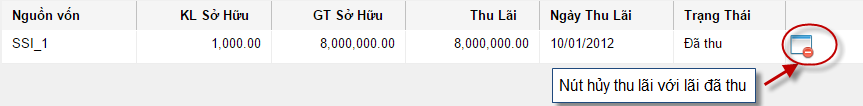 Nguồn vốn KL Sở Hữu GT Sở Hữu Thu Lãi Ngày Thu Lãi Trạng Thái
SSI_1 1,000.00 8,000,000.00 8,000,000.00 10/01/2012 Đã thu
Nút hủy thu lãi với lãi đã thu